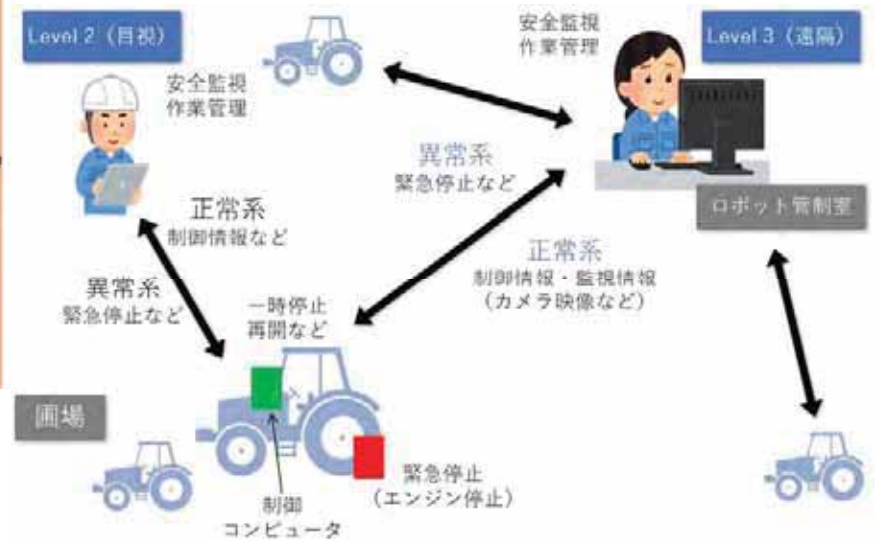 Level 2（目視）
安全監視
作業管理
正常系
制御情報など
異常系
緊急停止など
安全監視
作業管理
Level 3（遠隔）
ロボット管制室
異常系
緊急停止など
正常系
制御情報・監視情報
（カメラ映像など）
一時停止
再開など
圃場
制御
コンピュータ
緊急停止
（エンジン停止）